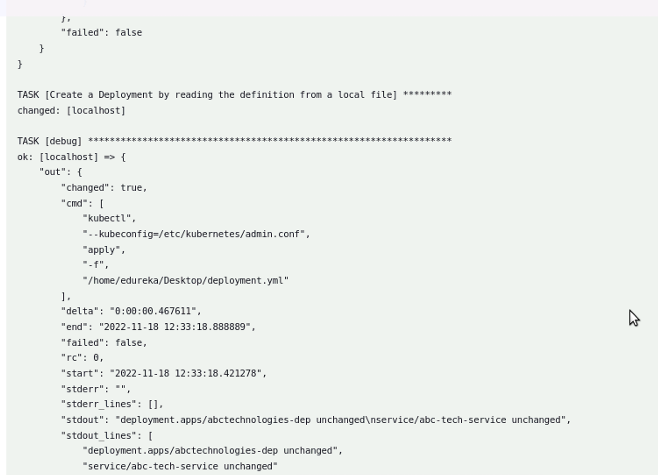 },
"failed": false
}
}
TASK [Create a Deployment by reading the definition from a local file] *********
changed: [localhost]
TASK [debug] *******************************************************************
ok: [localhost] => {
"out": {
"changed": true,
"cmd": [
"kubectl",
"--kubeconfig=/etc/kubernetes/admin.conf",
"apply",
"-f",
"/home/edureka/Desktop/deployment.yml"
],
"delta": "0:00:00.467611",
"end": "2022-11-18 12:33:18.888889",
"failed": false,
"rc": 0,
"start": "2022-11-18 12:33:18.421278",
"stderr": "",
"stderr_lines": [],
"stdout": "deployment.apps/abctechnologies-dep unchanged\nservice/abc-tech-service unchanged",
"stdout_lines": [
"deployment.apps/abctechnologies-dep unchanged",
"service/abc-tech-service unchanged"